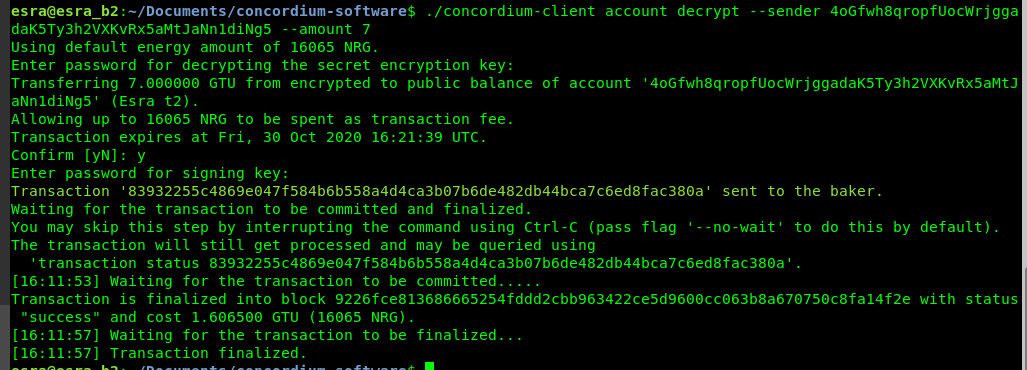 esra@esra_b2:~/Documents/concordium-software$ ./concordium-client account decrypt --sender 4oGfwh8qropfUocWrjgga
daK5Ty3h2VXKvRx5aMtJaNn1diNg5 --amount 7
Using default energy amount of 16065 NRG.
Enter password for decrypting the secret encryption key:
Transferring 7.000000 GTU from encrypted to public balance of account '4oGfwh8qropfUocWrjggadaK5Ty3h2VXKvRx5aMtJ
aNn1diNg5' (Esra t2).
Allowing up to 16065 NRG to be spent as transaction fee.
Transaction expires at Fri, 30 Oct 2020 16:21:39 UTC.
Confirm [yN]: y
Enter password for signing key:
Transaction '83932255c4869e047f584b6b558a4d4ca3b07b6de482db44bca7c6ed8fac380a' sent to the baker.
Waiting for the transaction to be committed and finalized.
You may skip this step by interrupting the command using Ctrl-C (pass flag '--no-wait' to do this by default).
The transaction will still get processed and may be queried using
  'transaction status 83932255c4869e047f584b6b558a4d4ca3b07b6de482db44bca7c6ed8fac380a'.
[16:11:53] Waiting for the transaction to be committed.....
Transaction is finalized into block 9226fce813686665254fddd2cbb963422ce5d9600cc063b8a670750c8fa14f2e with status
 "success" and cost 1.606500 GTU (16065 NRG).
[16:11:57] Waiting for the transaction to be finalized...
[16:11:57] Transaction finalized.
esra@esra_b2:~/Documents/concordium-software$